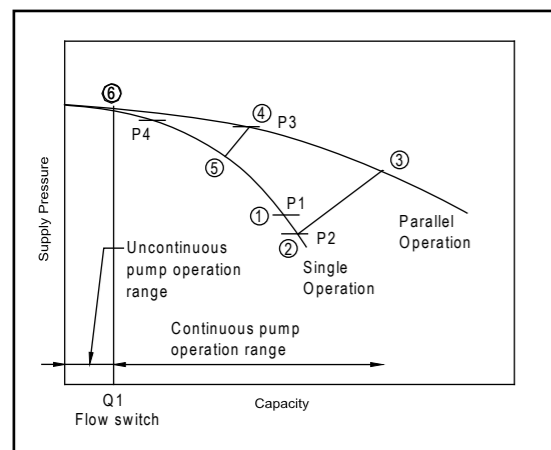 ⑥
④
P3
P4
③
⑤
① P1
② P2
Parallel
Operation
Single
Operation
Supply Pressure
Uncontinuous
pump operation
range
Continuous pump
operation range
Q1
Flow switch
Capacity